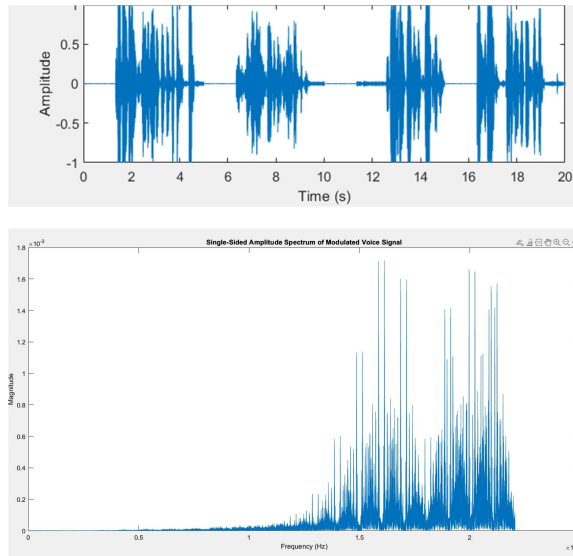 0.5
0
-0.5
-1
Amplitude
0 2 4 6 8 10 12 14 16 18 20
Time (s)
×10⁻³
Single-Sided Amplitude Spectrum of Modulated Voice Signal
1.8
1.6
1.4
1.2
1
0.8
0.6
0.4
0.2
0
Magnitude
0 0.5 1 1.5 2
Frequency (Hz)